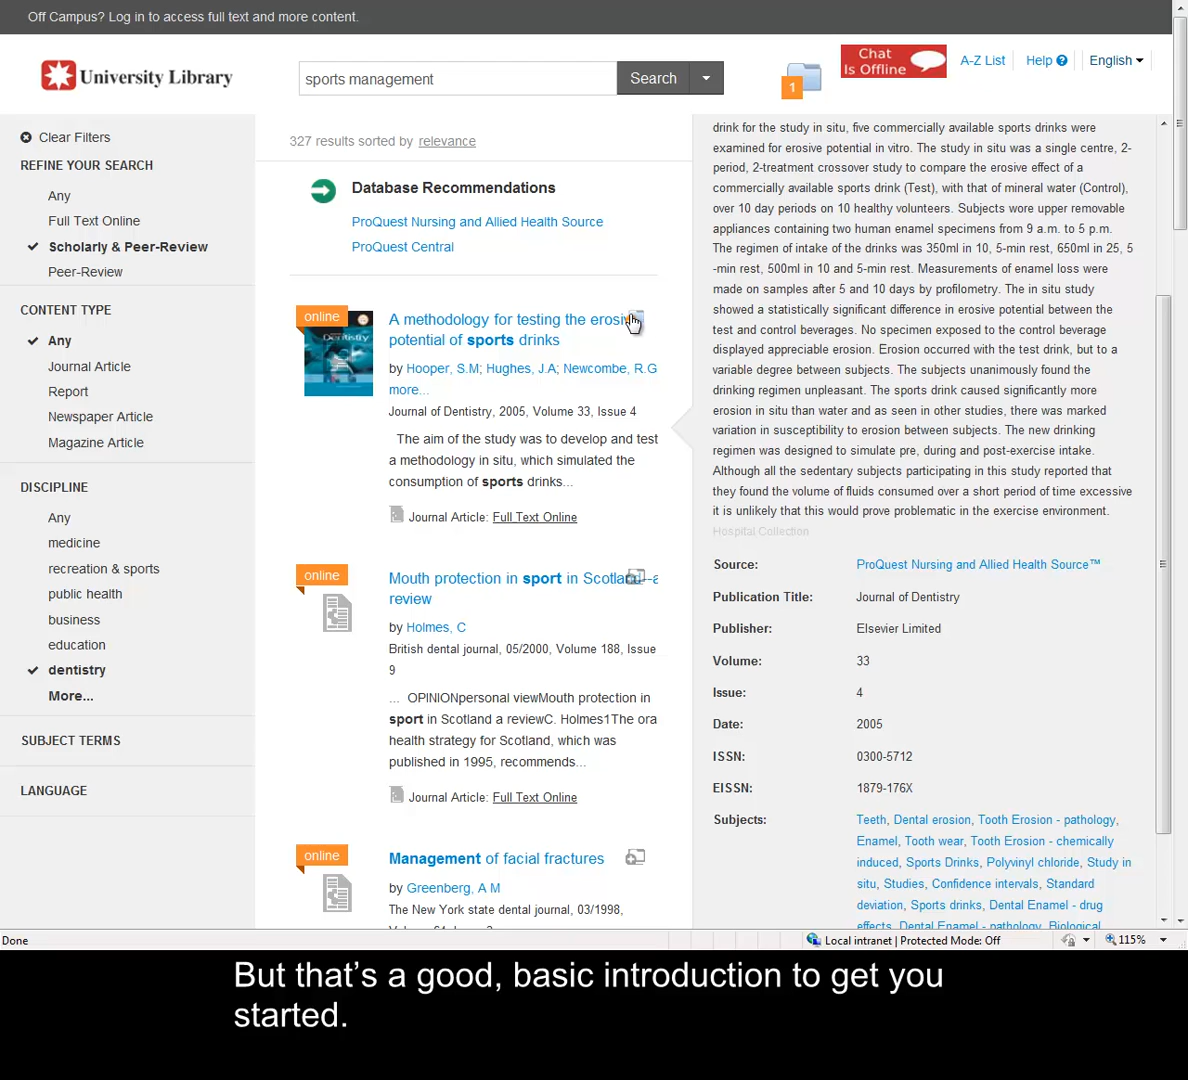 Off Campus? Log in to access full text and more content.
University Library
sports management
Search
1
Chat
Is Offline
A-Z List
Help ?
English
Clear Filters
REFINE YOUR SEARCH
Any
Full Text Online
Scholarly & Peer-Review
Peer-Review
CONTENT TYPE
Any
Journal Article
Report
Newspaper Article
Magazine Article
DISCIPLINE
Any
medicine
recreation & sports
public health
business
education
dentistry
More...
SUBJECT TERMS
LANGUAGE
327 results sorted by relevance
Database Recommendations
ProQuest Nursing and Allied Health Source
ProQuest Central
online
Dentistry
A methodology for testing the
potential of sports drinks
by Hooper, S.M; Hughes, J.A; Newcombe, R.G
more...
Journal of Dentistry, 2005, Volume 33, Issue 4
The aim of the study was to develop and test
a methodology in situ, which simulated the
consumption of sports drinks...
Journal Article: Full Text Online
online
Mouth protection in sport in Scotland--a
review
by Holmes, C
British dental journal, 05/2000, Volume 188, Issue
9
... OPINIONpersonal viewMouth protection in
sport in Scotland a reviewC. Holmes1The ora
health strategy for Scotland, which was
published in 1995, recommends...
Journal Article: Full Text Online
online
Management of facial fractures
by Greenberg, A M
The New York state dental journal, 03/1998,
drink for the study in situ, five commercially available sports drinks were
examined for erosive potential in vitro. The study in situ was a single centre, 2-
period, 2-treatment crossover study to compare the erosive effect of a
commercially available sports drink (Test), with that of mineral water (Control),
over 10 day periods on 10 healthy volunteers. Subjects wore upper removable
appliances containing two human enamel specimens from 9 a.m. to 5 p.m.
The regimen of intake of the drinks was 350ml in 10, 5-min rest, 650ml in 25, 5
-min rest, 500ml in 10 and 5-min rest. Measurements of enamel loss were
made on samples after 5 and 10 days by profilometry. The in situ study
showed a statistically significant difference in erosive potential between the
test and control beverages. No specimen exposed to the control beverage
displayed appreciable erosion. Erosion occurred with the test drink, but to a
variable degree between subjects. The subjects unanimously found the
drinking regimen unpleasant. The sports drink caused significantly more
erosion in situ than water and as seen in other studies, there was marked
variation in susceptibility to erosion between subjects. The new drinking
regimen was designed to simulate pre, during and post-exercise intake.
Although all the sedentary subjects participating in this study reported that
they found the volume of fluids consumed over a short period of time excessive
it is unlikely that this would prove problematic in the exercise environment.
Hospital Collection
Source: ProQuest Nursing and Allied Health Source™
Publication Title: Journal of Dentistry
Publisher: Elsevier Limited
Volume: 33
Issue: 4
Date: 2005
ISSN: 0300-5712
EISSN: 1879-176X
Subjects: Teeth, Dental erosion, Tooth Erosion - pathology,
Enamel, Tooth wear, Tooth Erosion - chemically
induced, Sports Drinks, Polyvinyl chloride, Study in
situ, Studies, Confidence intervals, Standard
deviation, Sports drinks, Dental Enamel - drug
effects, Dental Enamel - pathology, Biological
Done
Local intranet | Protected Mode: Off
115%
But that's a good, basic introduction to get you
started.